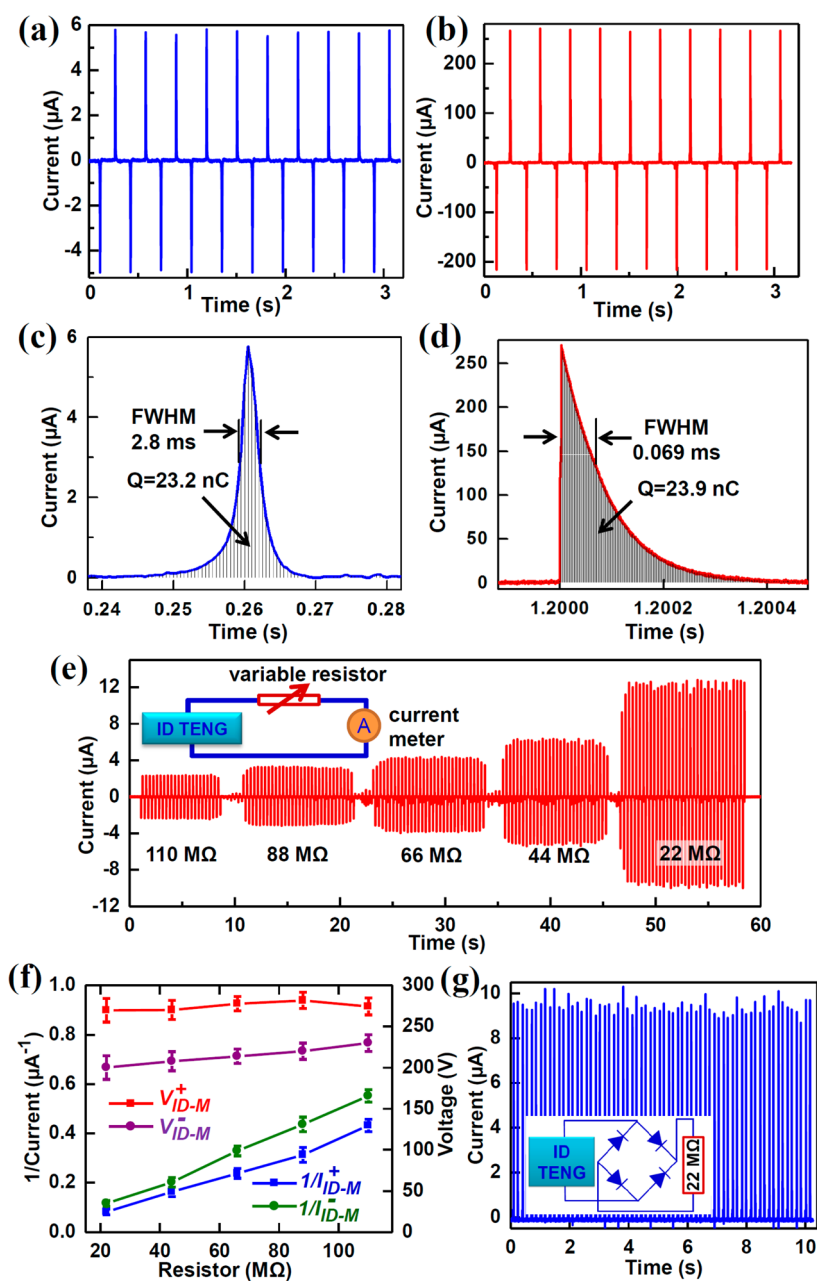 (a)
6
4
2
0
-2
-4
Current (μA)
0 1 2 3
Time (s)
(b)
200
100
0
-100
-200
Current (μA)
0 1 2 3
Time (s)
(c)
6
4
2
0
Current (μA)
FWHM
2.8 ms
Q=23.2 nC
0.24 0.25 0.26 0.27 0.28
Time (s)
(d)
250
200
150
100
50
0
Current (μA)
FWHM
0.069 ms
Q=23.9 nC
1.2000 1.2002 1.2004
Time (s)
(e)
12
8
4
0
-4
-8
-12
Current (μA)
variable resistor
ID TENG
A
current
meter
110 MΩ 88 MΩ 66 MΩ 44 MΩ 22 MΩ
0 10 20 30 40 50 60
Time (s)
(f)
1.0
0.8
0.6
0.4
0.2
0.0
1/Current (μA⁻¹)
V⁺ID-M
V⁻ID-M
1/I⁺ID-M
1/I⁻ID-M
300
250
200
150
100
50
0
Voltage (V)
20 40 60 80 100
Resistor (MΩ)
(g)
10
8
6
4
2
0
Current (μA)
ID
TENG
22 MΩ
0 2 4 6 8 10
Time (s)